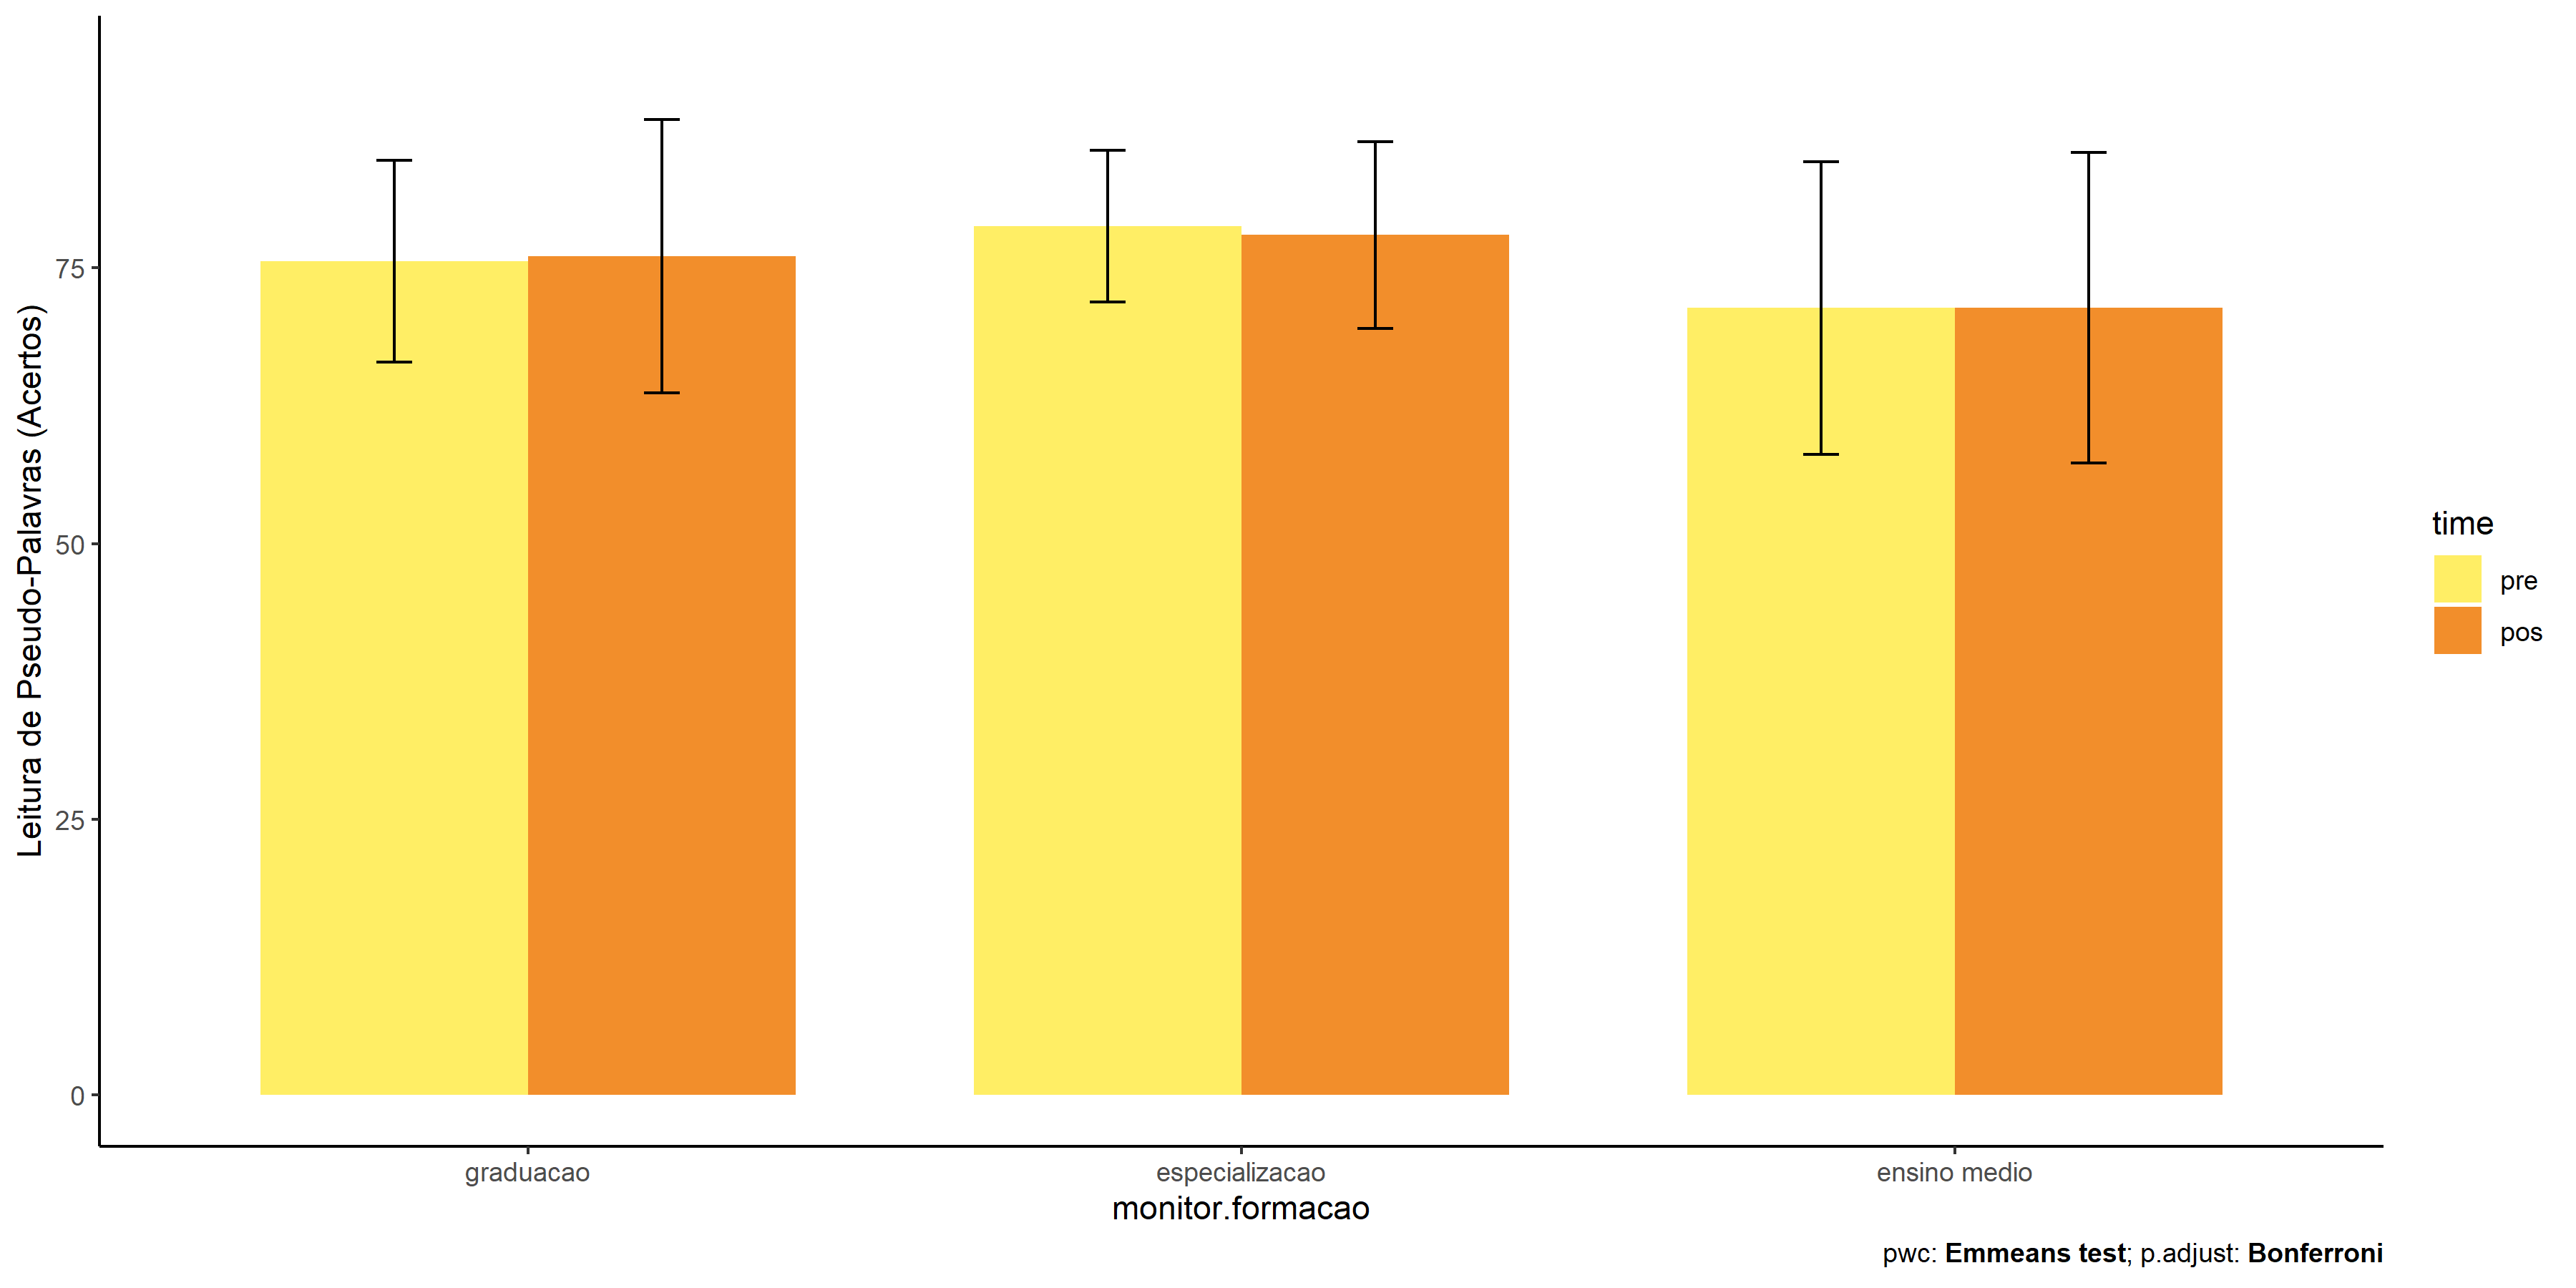 Leitura de Pseudo-Palavras (Acertos)
75
50
25
0
graduacao
especializacao
ensino medio
monitor.formacao
time
pre
pos
pwc: Emmeans test; p.adjust: Bonferroni